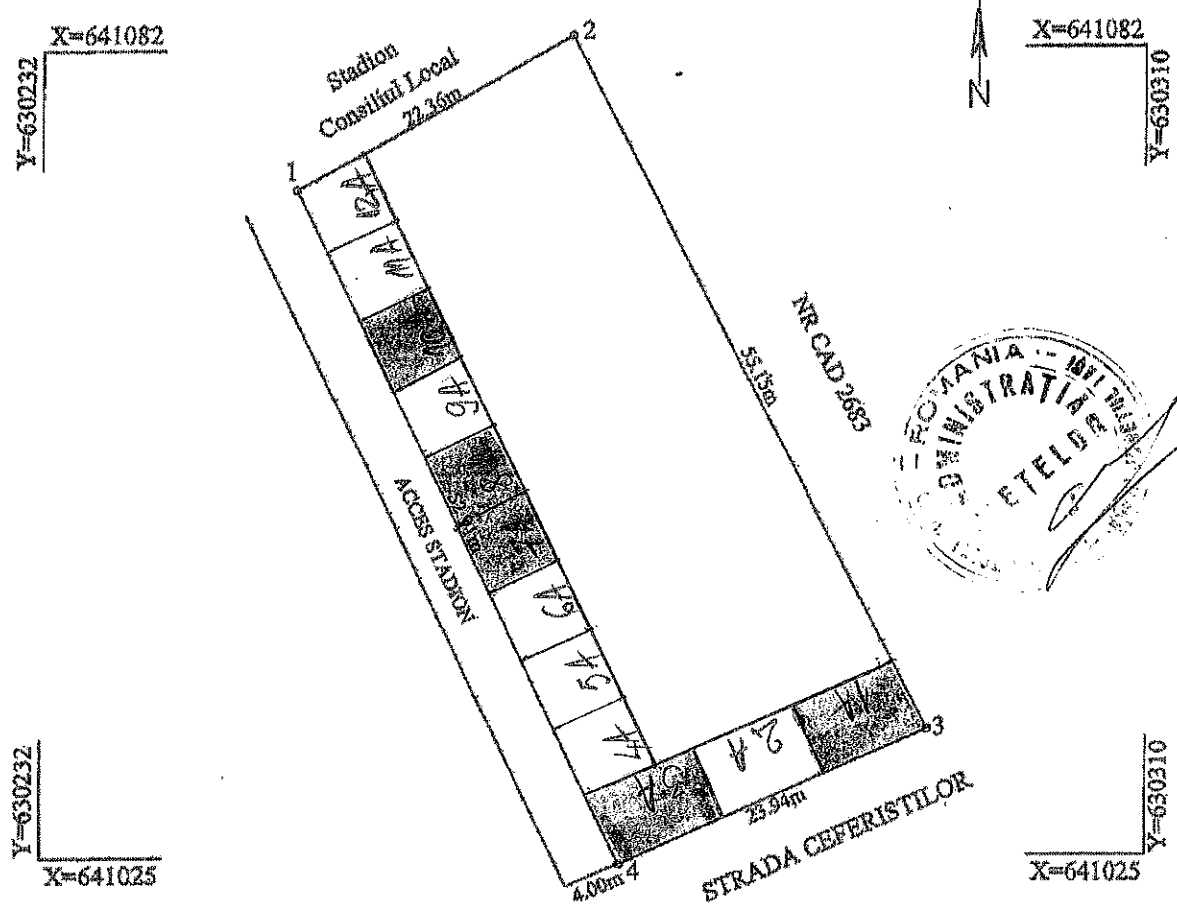 X=641082
Y=630232
Stadion
Consiliul Local
22.36m
2
N
X=641082
Y=630310
1
12A
11A
10A
9A
8A
7A
6A
5A
4A
3A
2A
1A
55.15m
NR CAD 2683
ROMANIA
ACCES STADION
3
23.94m
STRADA CEFERISTILOR
4.00m
4
Y=630232
X=641025
Y=630310
X=641025